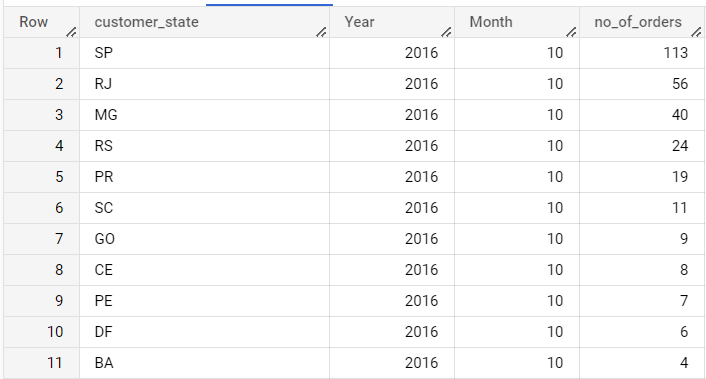 Row customer_state Year Month no_of_orders
1 SP 2016 10 113
2 RJ 2016 10 56
3 MG 2016 10 40
4 RS 2016 10 24
5 PR 2016 10 19
6 SC 2016 10 11
7 GO 2016 10 9
8 CE 2016 10 8
9 PE 2016 10 7
10 DF 2016 10 6
11 BA 2016 10 4